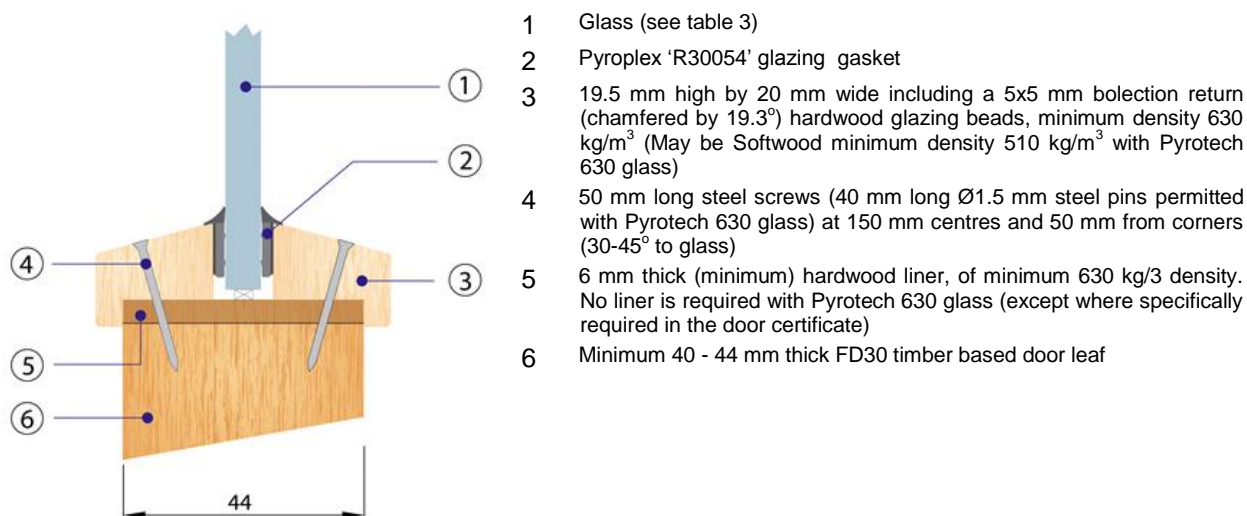 1 Glass (see table 3)
2 Pyroplex ‘R30054’ glazing gasket
3 19.5 mm high by 20 mm wide including a 5x5 mm bolection return
(chamfered by 19.3°) hardwood glazing beads, minimum density 630
kg/m³ (May be Softwood minimum density 510 kg/m³ with Pyrotech
630 glass)
4 50 mm long steel screws (40 mm long Ø1.5 mm steel pins permitted
with Pyrotech 630 glass) at 150 mm centres and 50 mm from corners
(30-45° to glass)
5 6 mm thick (minimum) hardwood liner, of minimum 630 kg/3 density.
No liner is required with Pyrotech 630 glass (except where specifically
required in the door certificate)
6 Minimum 40 - 44 mm thick FD30 timber based door leaf
1
2
4
3
5
6
44